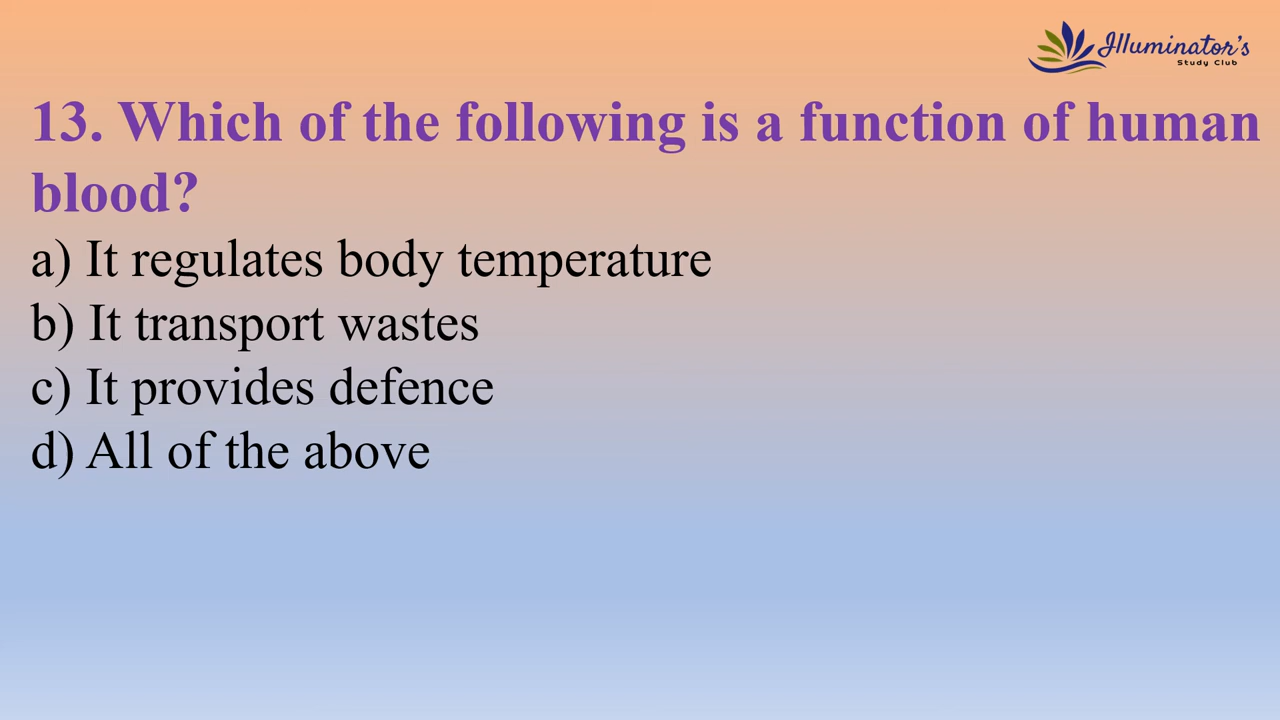 Illuminator's
Study Club
13. Which of the following is a function of human
blood?
a) It regulates body temperature
b) It transport wastes
c) It provides defence
d) All of the above